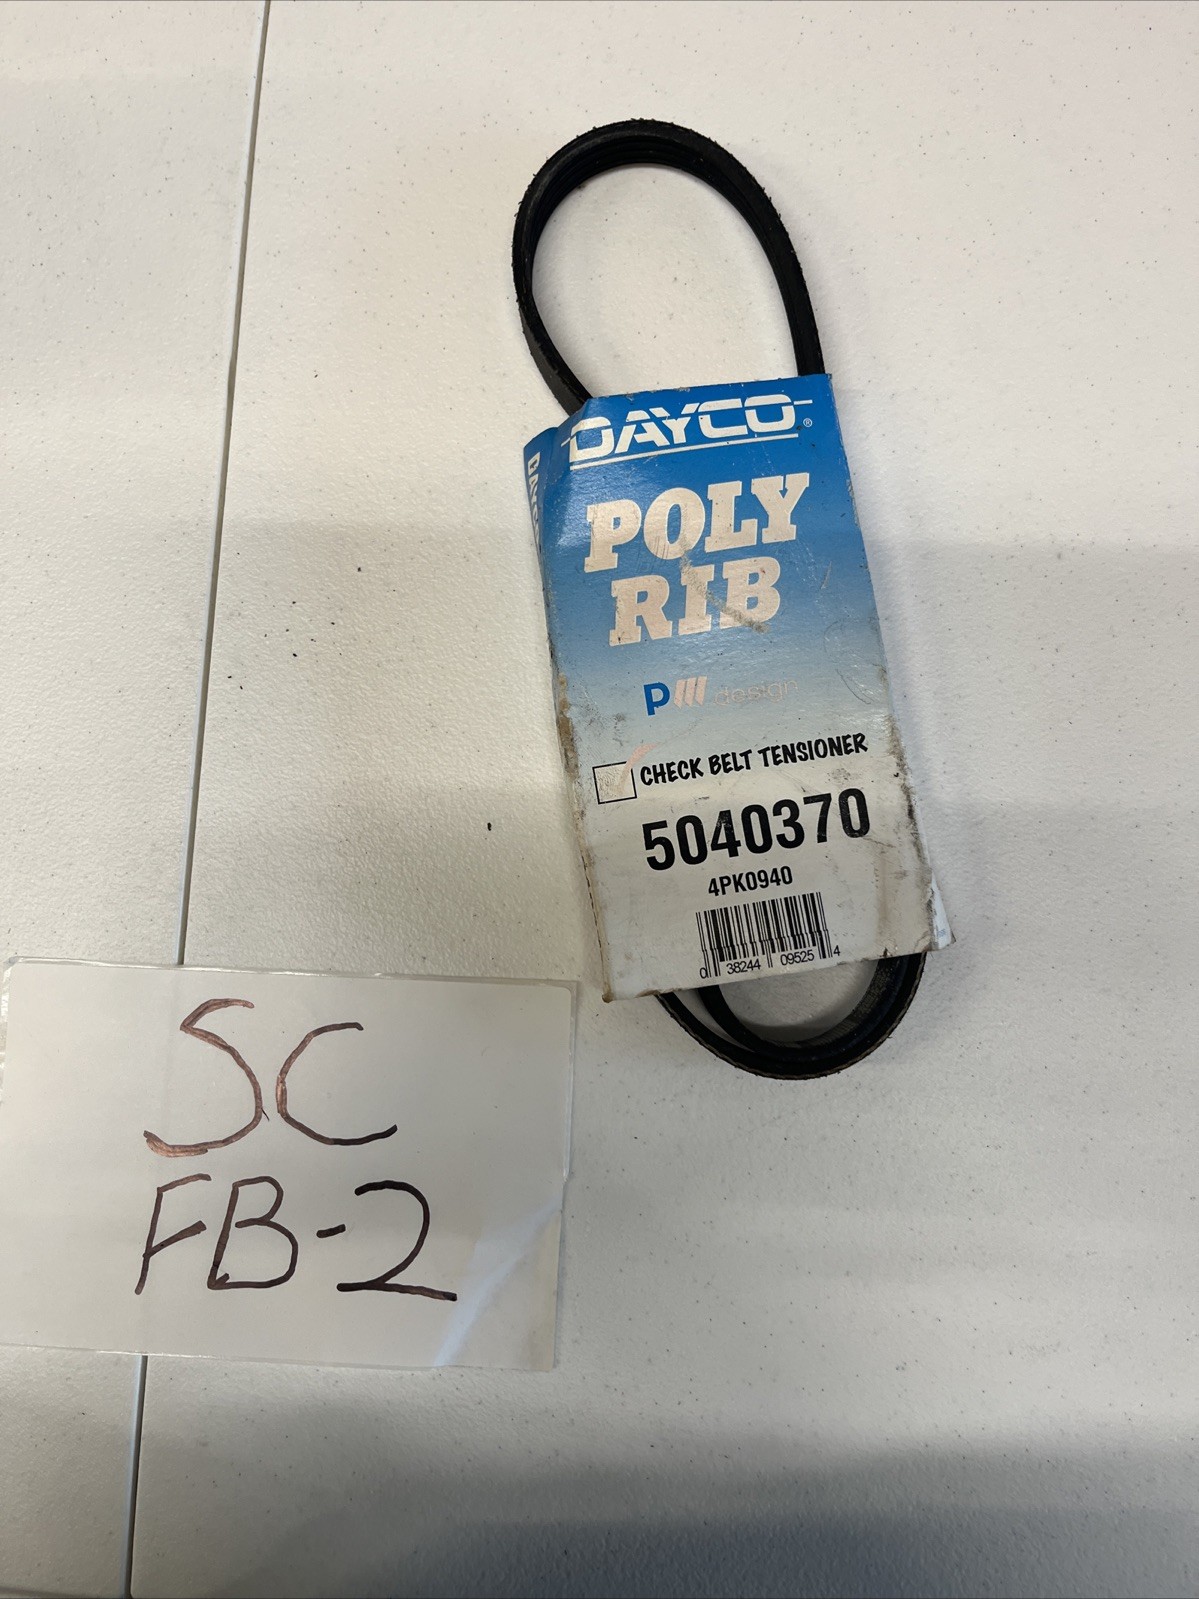 DAYCO®
POLY
RIB
P design
CHECK BELT TENSIONER
5040370
4PK0940
0 38244 09525 4
SC
FB-2